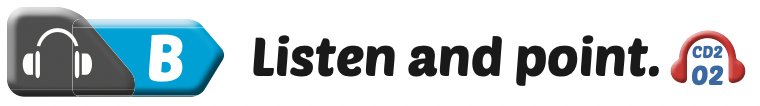 B Listen and point. CD2
02